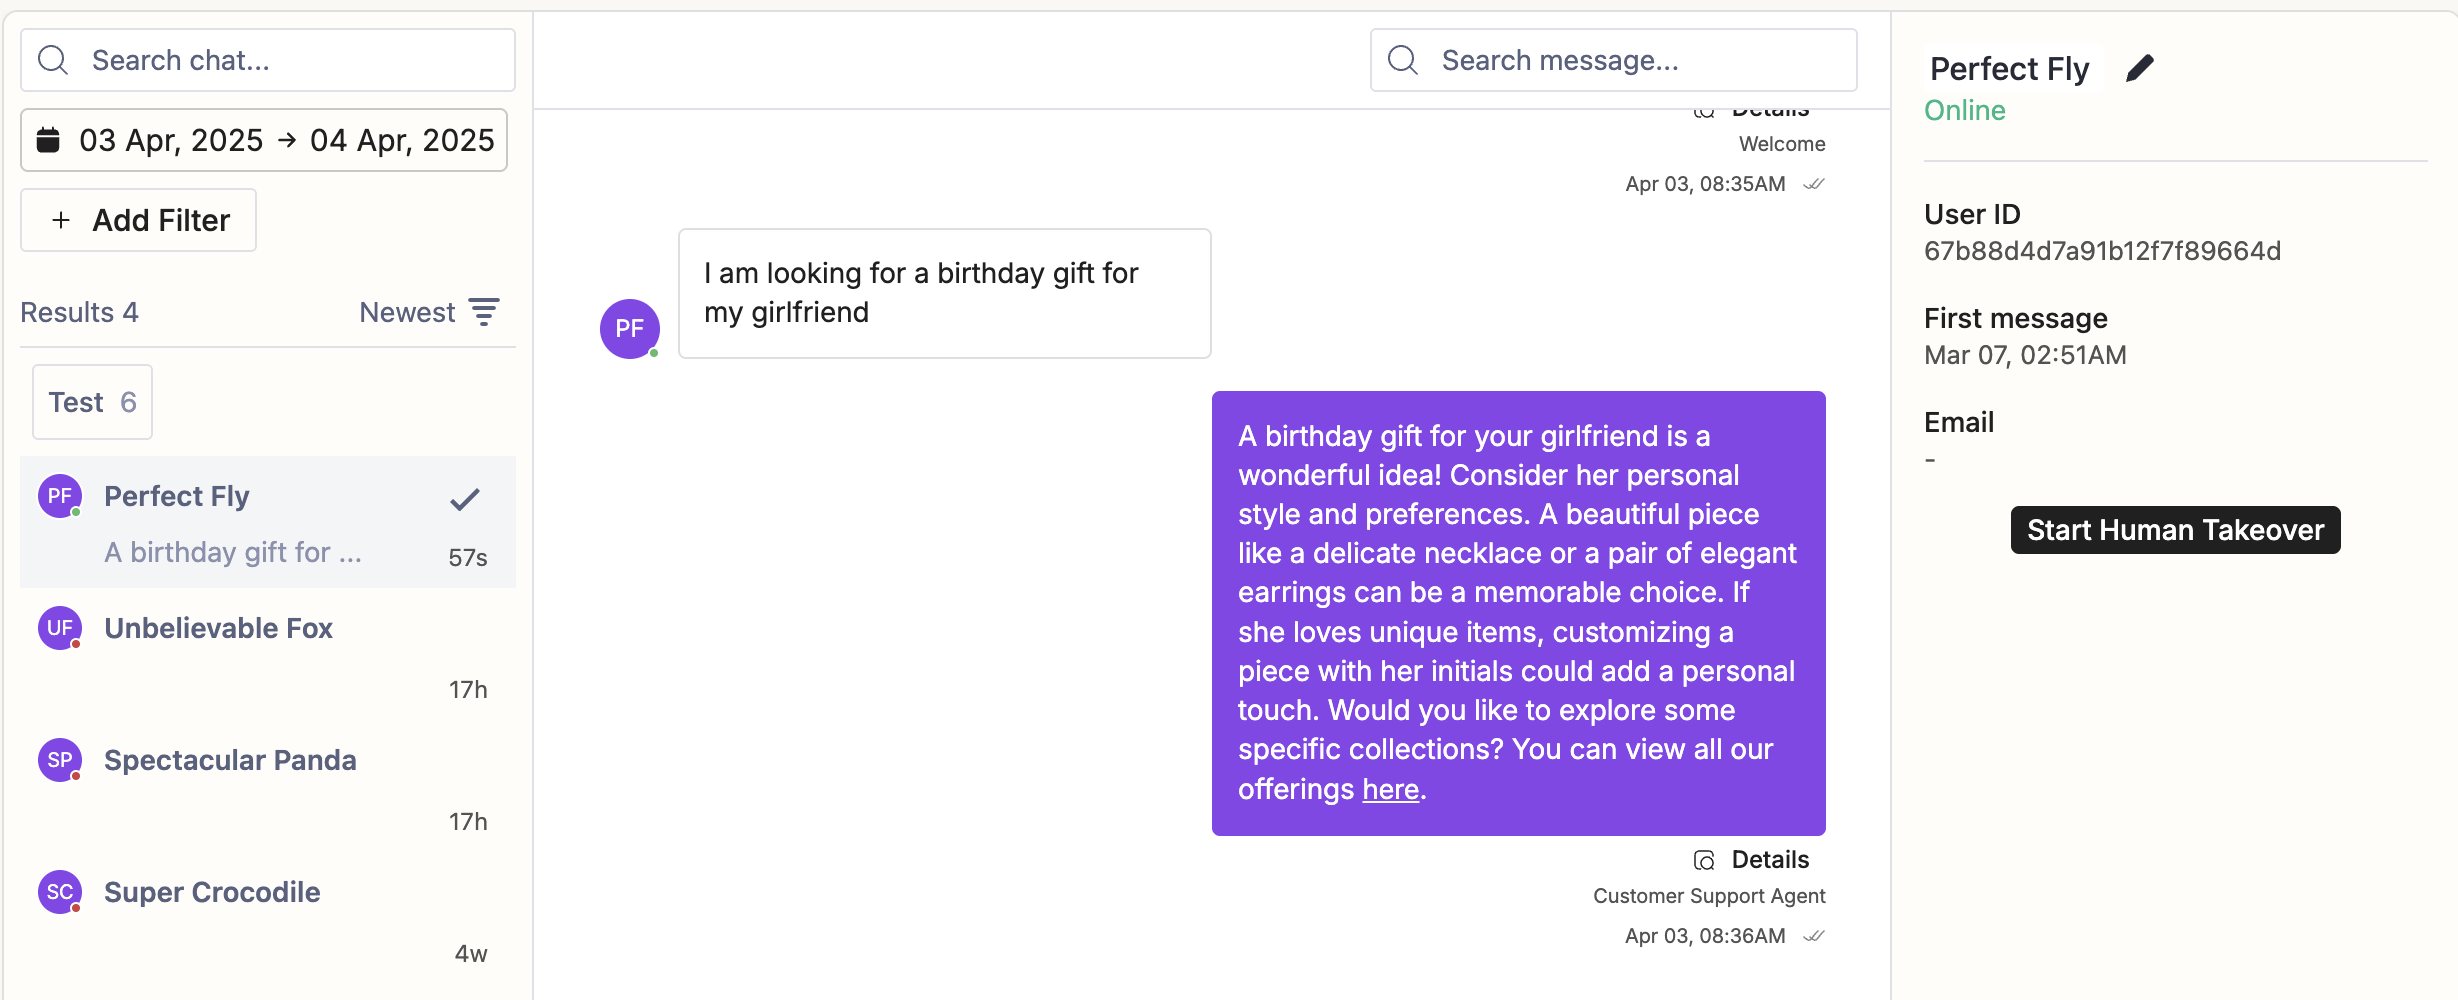 Search chat...
03 Apr, 2025 → 04 Apr, 2025
+ Add Filter
Results 4
Newest
Test 6
PF
Perfect Fly
A birthday gift for ...
57s
UF
Unbelievable Fox
17h
SP
Spectacular Panda
17h
SC
Super Crocodile
4w
Search message...
Details
Welcome
Apr 03, 08:35AM
PF
I am looking for a birthday gift for
my girlfriend
A birthday gift for your girlfriend is a
wonderful idea! Consider her personal
style and preferences. A beautiful piece
like a delicate necklace or a pair of elegant
earrings can be a memorable choice. If
she loves unique items, customizing a
piece with her initials could add a personal
touch. Would you like to explore some
specific collections? You can view all our
offerings here.
Details
Customer Support Agent
Apr 03, 08:36AM
Perfect Fly
Online
User ID
67b88d4d7a91b12f7f89664d
First message
Mar 07, 02:51AM
Email
-
Start Human Takeover